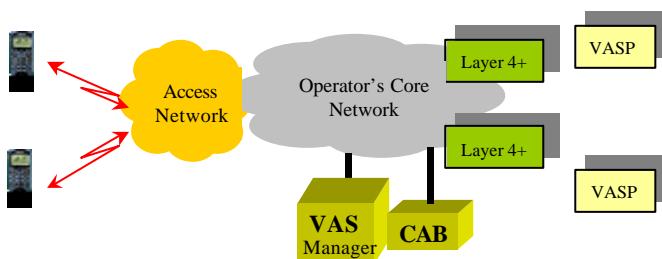 VASP
Layer 4+
Access
Network
Operator's Core
Network
Layer 4+
VASP
VAS
Manager
CAB